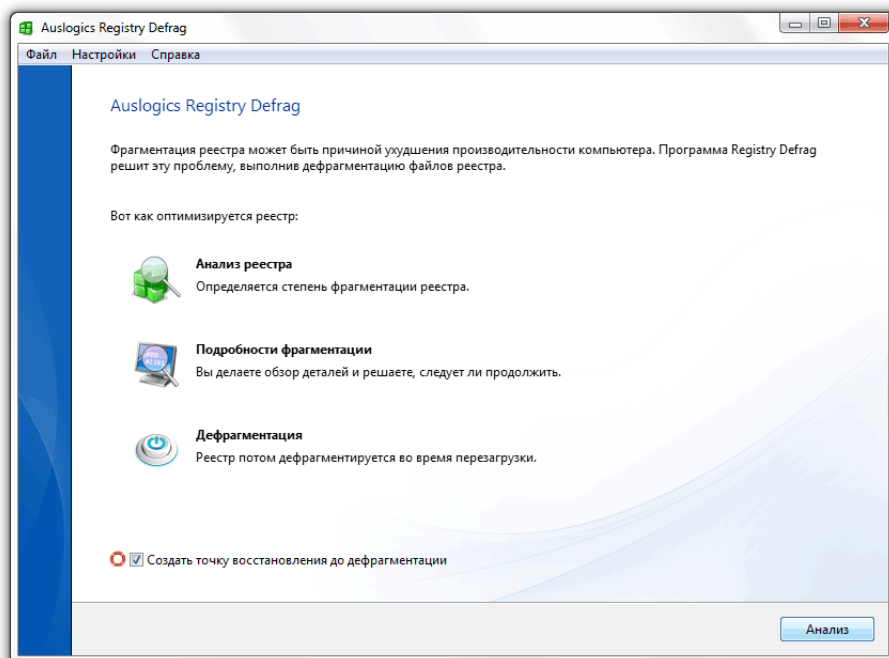 Auslogics Registry Defrag
Файл Настройки Справка
Auslogics Registry Defrag
Фрагментация реестра может быть причиной ухудшения производительности компьютера. Программа Registry Defrag
решит эту проблему, выполнив дефрагментацию файлов реестра.
Вот как оптимизируется реестр:
Анализ реестра
Определяется степень фрагментации реестра.
Подробности фрагментации
Вы делаете обзор деталей и решаете, следует ли продолжить.
Дефрагментация
Реестр потом дефрагментируется во время перезагрузки.
Создать точку восстановления до дефрагментации
Анализ